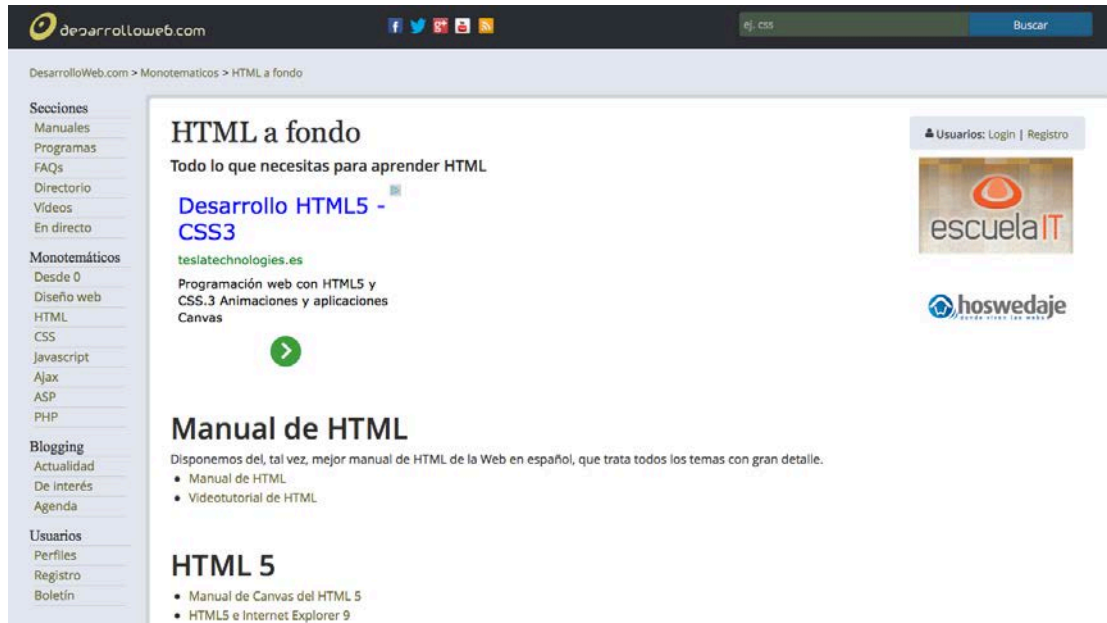 desarrolloweb.com
ej. css
Buscar
DesarrolloWeb.com > Monotematicos > HTML a fondo
Secciones
Manuales
Programas
FAQs
Directorio
Vídeos
En directo
Monotemáticos
Desde 0
Diseño web
HTML
CSS
Javascript
Ajax
ASP
PHP
Blogging
Actualidad
De interés
Agenda
Usuarios
Perfiles
Registro
Boletín
HTML a fondo
Todo lo que necesitas para aprender HTML
Desarrollo HTML5 -
CSS3
teslatechnologies.es
Programación web con HTML5 y
CSS.3 Animaciones y aplicaciones
Canvas
Manual de HTML
Disponemos del, tal vez, mejor manual de HTML de la Web en español, que trata todos los temas con gran detalle.
• Manual de HTML
• Videotutorial de HTML
HTML 5
• Manual de Canvas del HTML 5
• HTML5 e Internet Explorer 9
Usuarios: Login | Registro
escuelaIT
hoswedaje
donde viven las webs